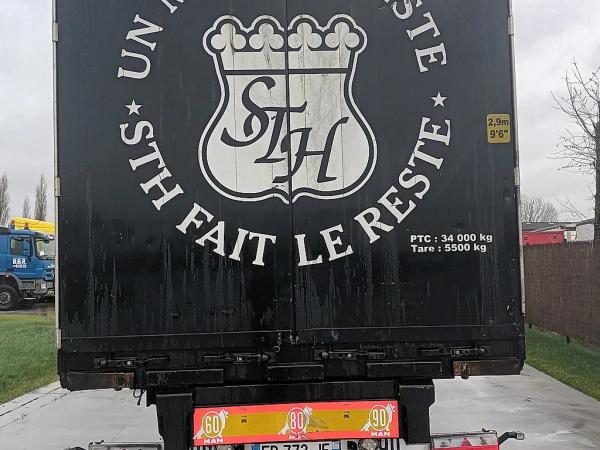 UN
STE
STH
STH FAIT LE RESTE
2,9m
9'6"
PTC : 34 000 kg
Tare : 5500 kg
60 80 90
MAN MAN